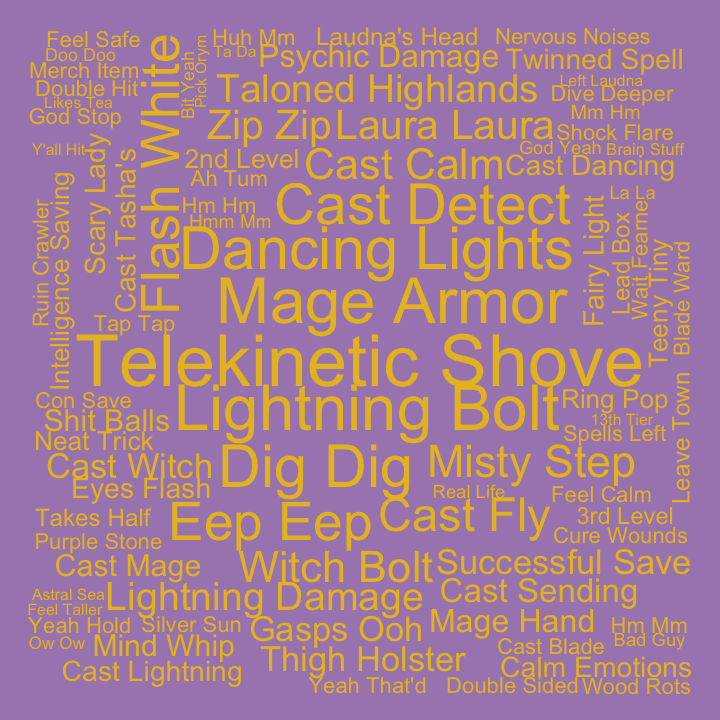 Feel Safe
Doo Doo
Merch Item
Double Hit
Likes Tea
God Stop
Y'all Hit
Flash White
Bit Yeah
Pick Orym
Huh Mm
Ta Da
Laudna's Head
Nervous Noises
Psychic Damage
Twinned Spell
Taloned Highlands
Left Laudna
Dive Deeper
Zip Zip
Laura Laura
Mm Hm
Shock Flare
God Yeah
Brain Stuff
2nd Level
Cast Calm
Cast Dancing
Ah Tum
Scary Lady
Cast Tasha's
Intelligence Saving
Ruin Crawler
Hm Hm
Hmm Mm
Cast Detect
La La
Fairy Light
Lead Box
Wait Fearne
Teeny Tiny
Blade Ward
Dancing Lights
Mage Armor
Tap Tap
Telekinetic Shove
Con Save
Shit Balls
Neat Trick
Lightning Bolt
Ring Pop
13th Tier
Spells Left
Leave Town
Cast Witch
Dig Dig
Misty Step
Eyes Flash
Real Life
Feel Calm
Takes Half
Eep Eep
Cast Fly
3rd Level
Purple Stone
Cure Wounds
Cast Mage
Witch Bolt
Successful Save
Astral Sea
Feel Taller
Lightning Damage
Cast Sending
Yeah Hold
Silver Sun
Gasps Ooh
Mage Hand
Hm Mm
Ow Ow
Mind Whip
Cast Blade
Bad Guy
Cast Lightning
Thigh Holster
Calm Emotions
Yeah That'd
Double Sided
Wood Rots